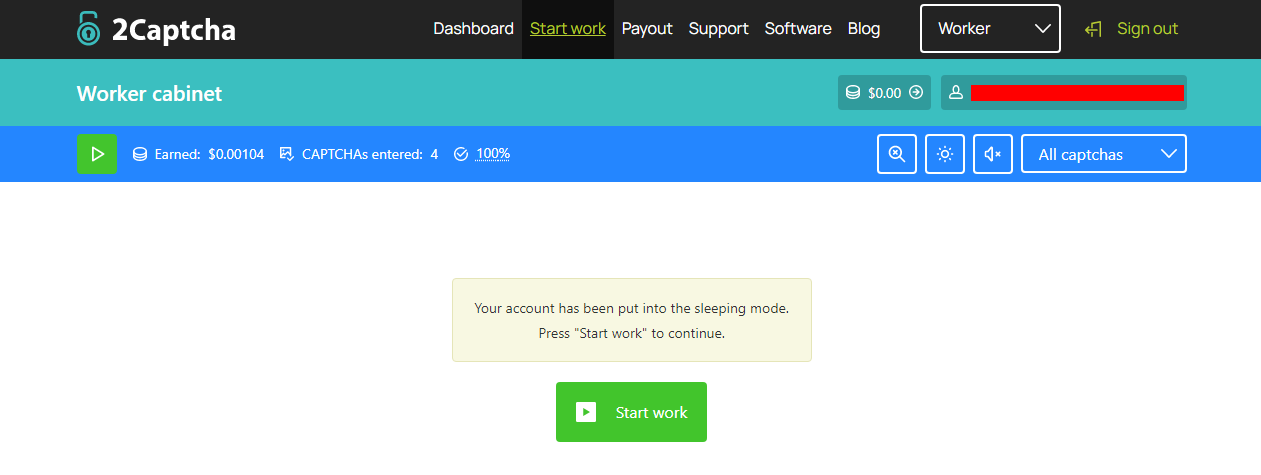 2Captcha Dashboard Start work Payout Support Software Blog Worker Sign out
Worker cabinet $0.00
Earned: $0.00104 CAPTCHAs entered: 4 100% All captchas
Your account has been put into the sleeping mode.
Press "Start work" to continue.
Start work